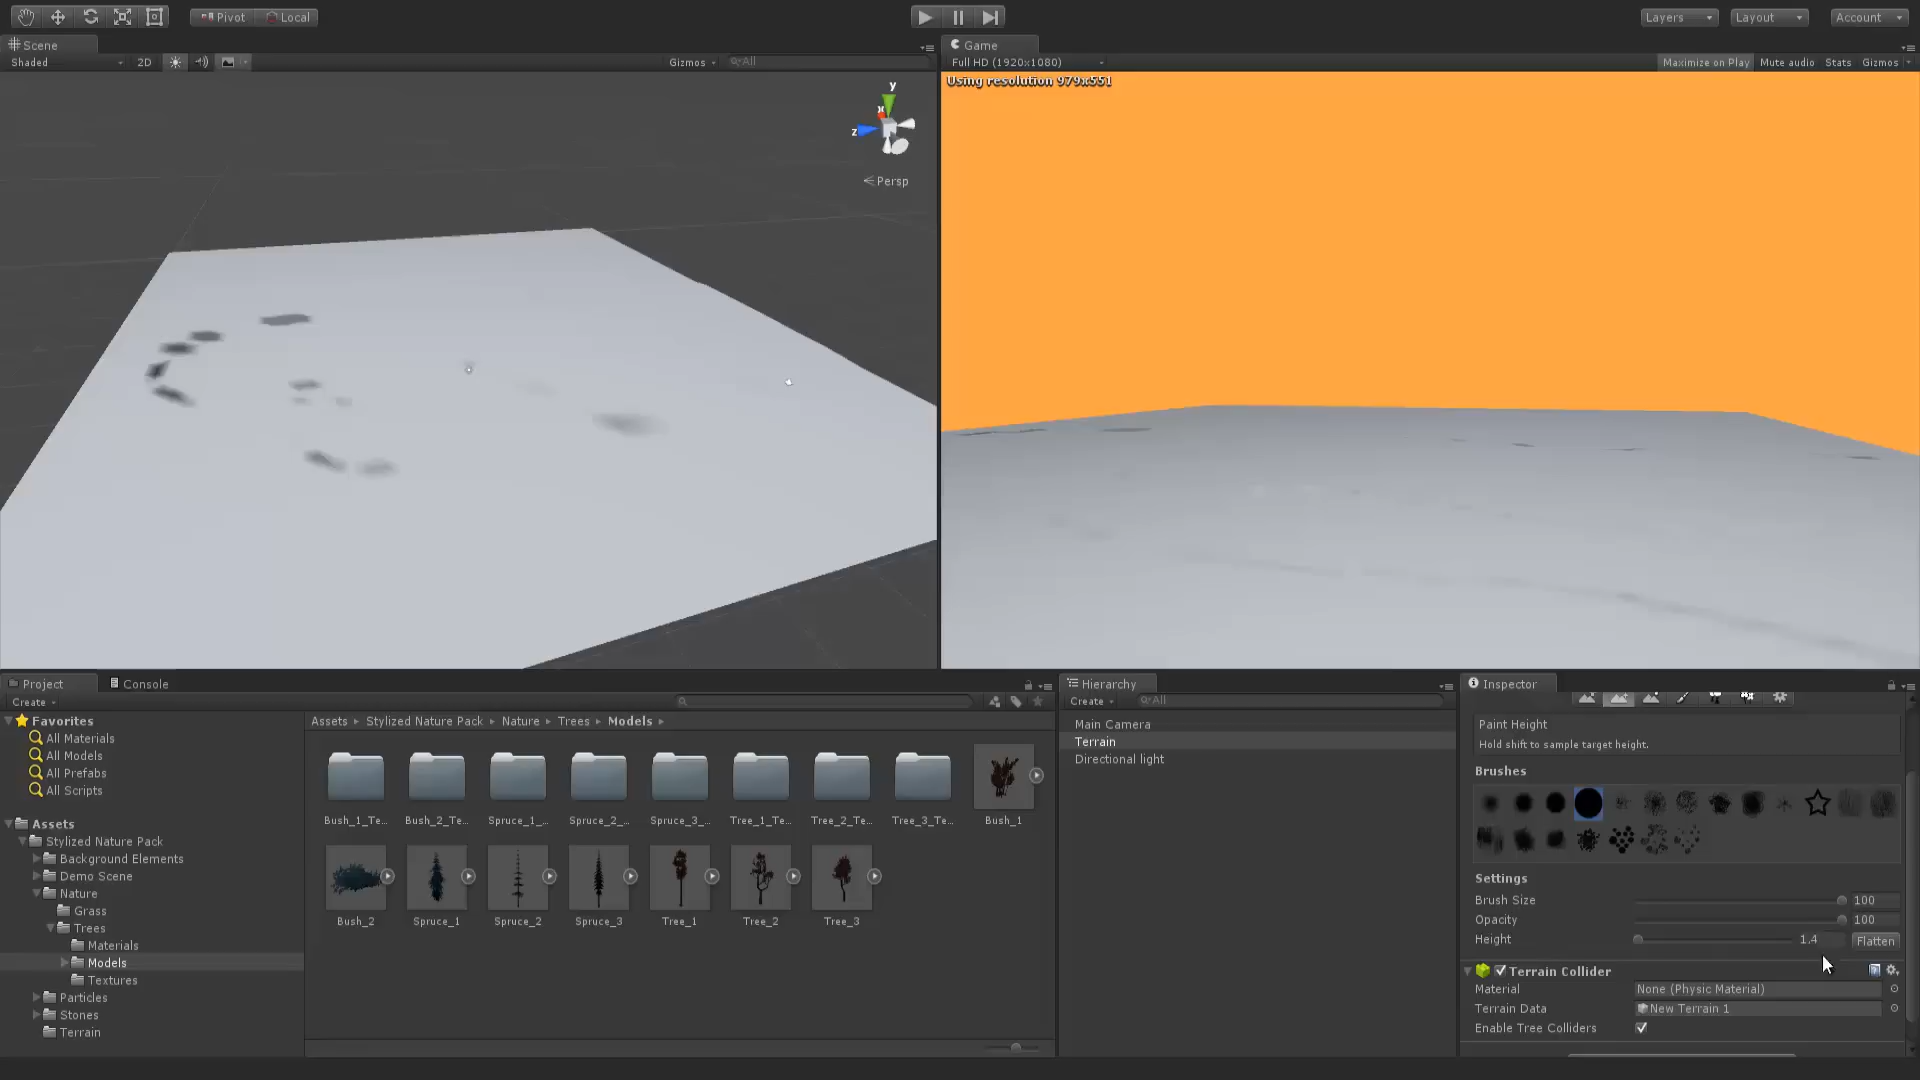 Pivot
Local
Layers
Layout
Account
Scene
Game
Shaded
2D
Gizmos
All
Full HD (1920x1080)
Maximize on Play
Mute audio
Stats
Gizmos
Using resolution 979x551
y
x
z
Persp
Project
Console
Create
Favorites
All Materials
All Models
All Prefabs
All Scripts
Assets
Stylized Nature Pack
Background Elements
Demo Scene
Nature
Grass
Trees
Materials
Models
Textures
Particles
Stones
Terrain
Assets
Stylized Nature Pack
Nature
Trees
Models
Bush_1_Te...
Bush_2_Te...
Spruce_1_...
Spruce_2_...
Spruce_3_...
Tree_1_Te...
Tree_2_Te...
Tree_3_Te...
Bush_1
Bush_2
Spruce_1
Spruce_2
Spruce_3
Tree_1
Tree_2
Tree_3
Hierarchy
Create
All
Main Camera
Terrain
Directional light
Inspector
Paint Height
Hold shift to sample target height.
Brushes
Settings
Brush Size 100
Opacity 100
Height 1.4 Flatten
Terrain Collider
Material None (Physic Material)
Terrain Data New Terrain 1
Enable Tree Colliders